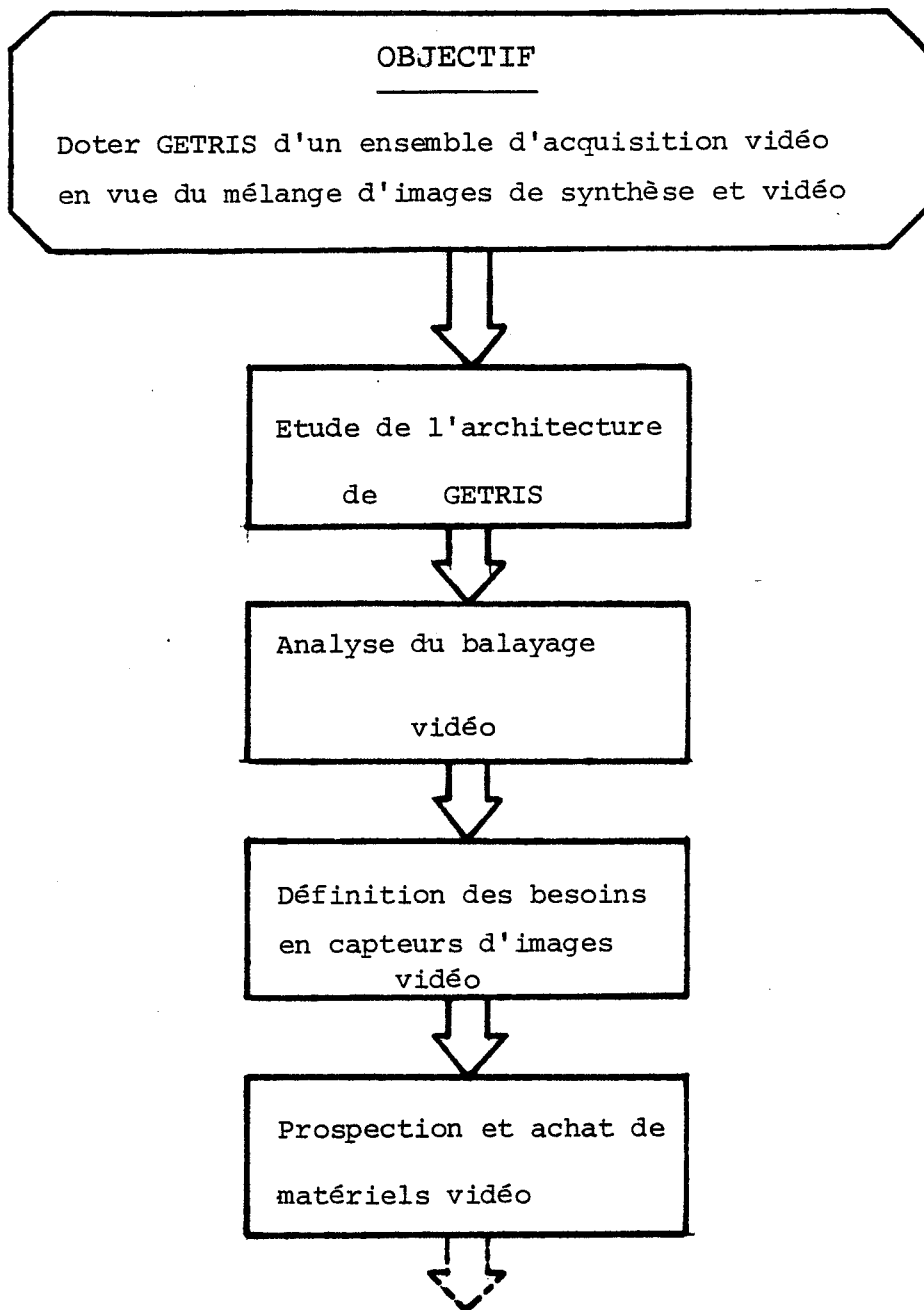 OBJECTIF
Doter GETRIS d'un ensemble d'acquisition vidéo
en vue du mélange d'images de synthèse et vidéo
Etude de l'architecture
de GETRIS
Analyse du balayage
vidéo
Définition des besoins
en capteurs d'images
vidéo
Prospection et achat de
matériels vidéo